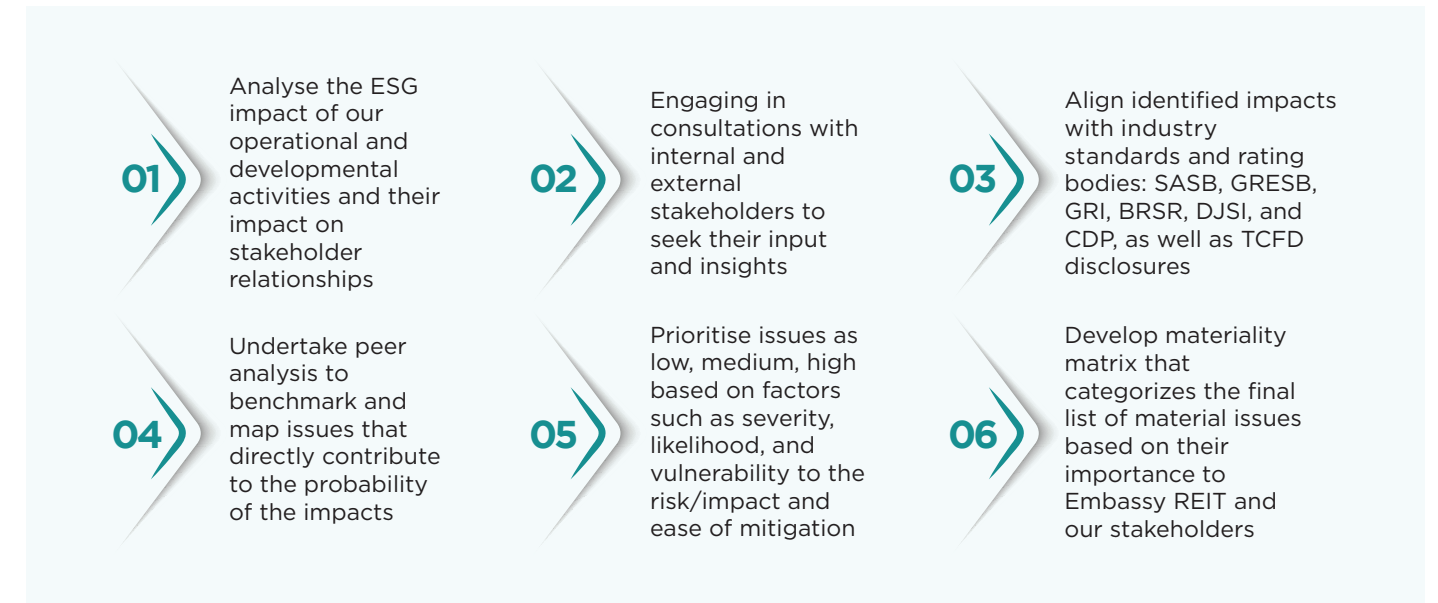 01
Analyse the ESG
impact of our
operational and
developmental
activities and their
impact on
stakeholder
relationships
02
Engaging in
consultations with
internal and
external
stakeholders to
seek their input
and insights
03
Align identified impacts
with industry
standards and rating
bodies: SASB, GRESB,
GRI, BRSR, DJSI, and
CDP, as well as TCFD
disclosures
04
Undertake peer
analysis to
benchmark and
map issues that
directly contribute
to the probability
of the impacts
05
Prioritise issues as
low, medium, high
based on factors
such as severity,
likelihood, and
vulnerability to the
risk/impact and
ease of mitigation
06
Develop materiality
matrix that
categorizes the final
list of material issues
based on their
importance to
Embassy REIT and
our stakeholders